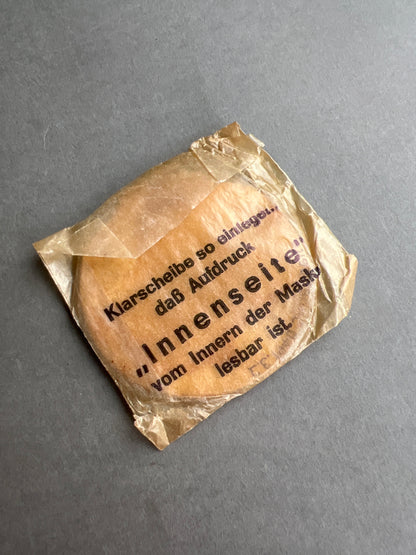 Klarscheibe so einlegen,
daß Aufdruck
„Innenseite"
vom Innern der Maske
lesbar ist.